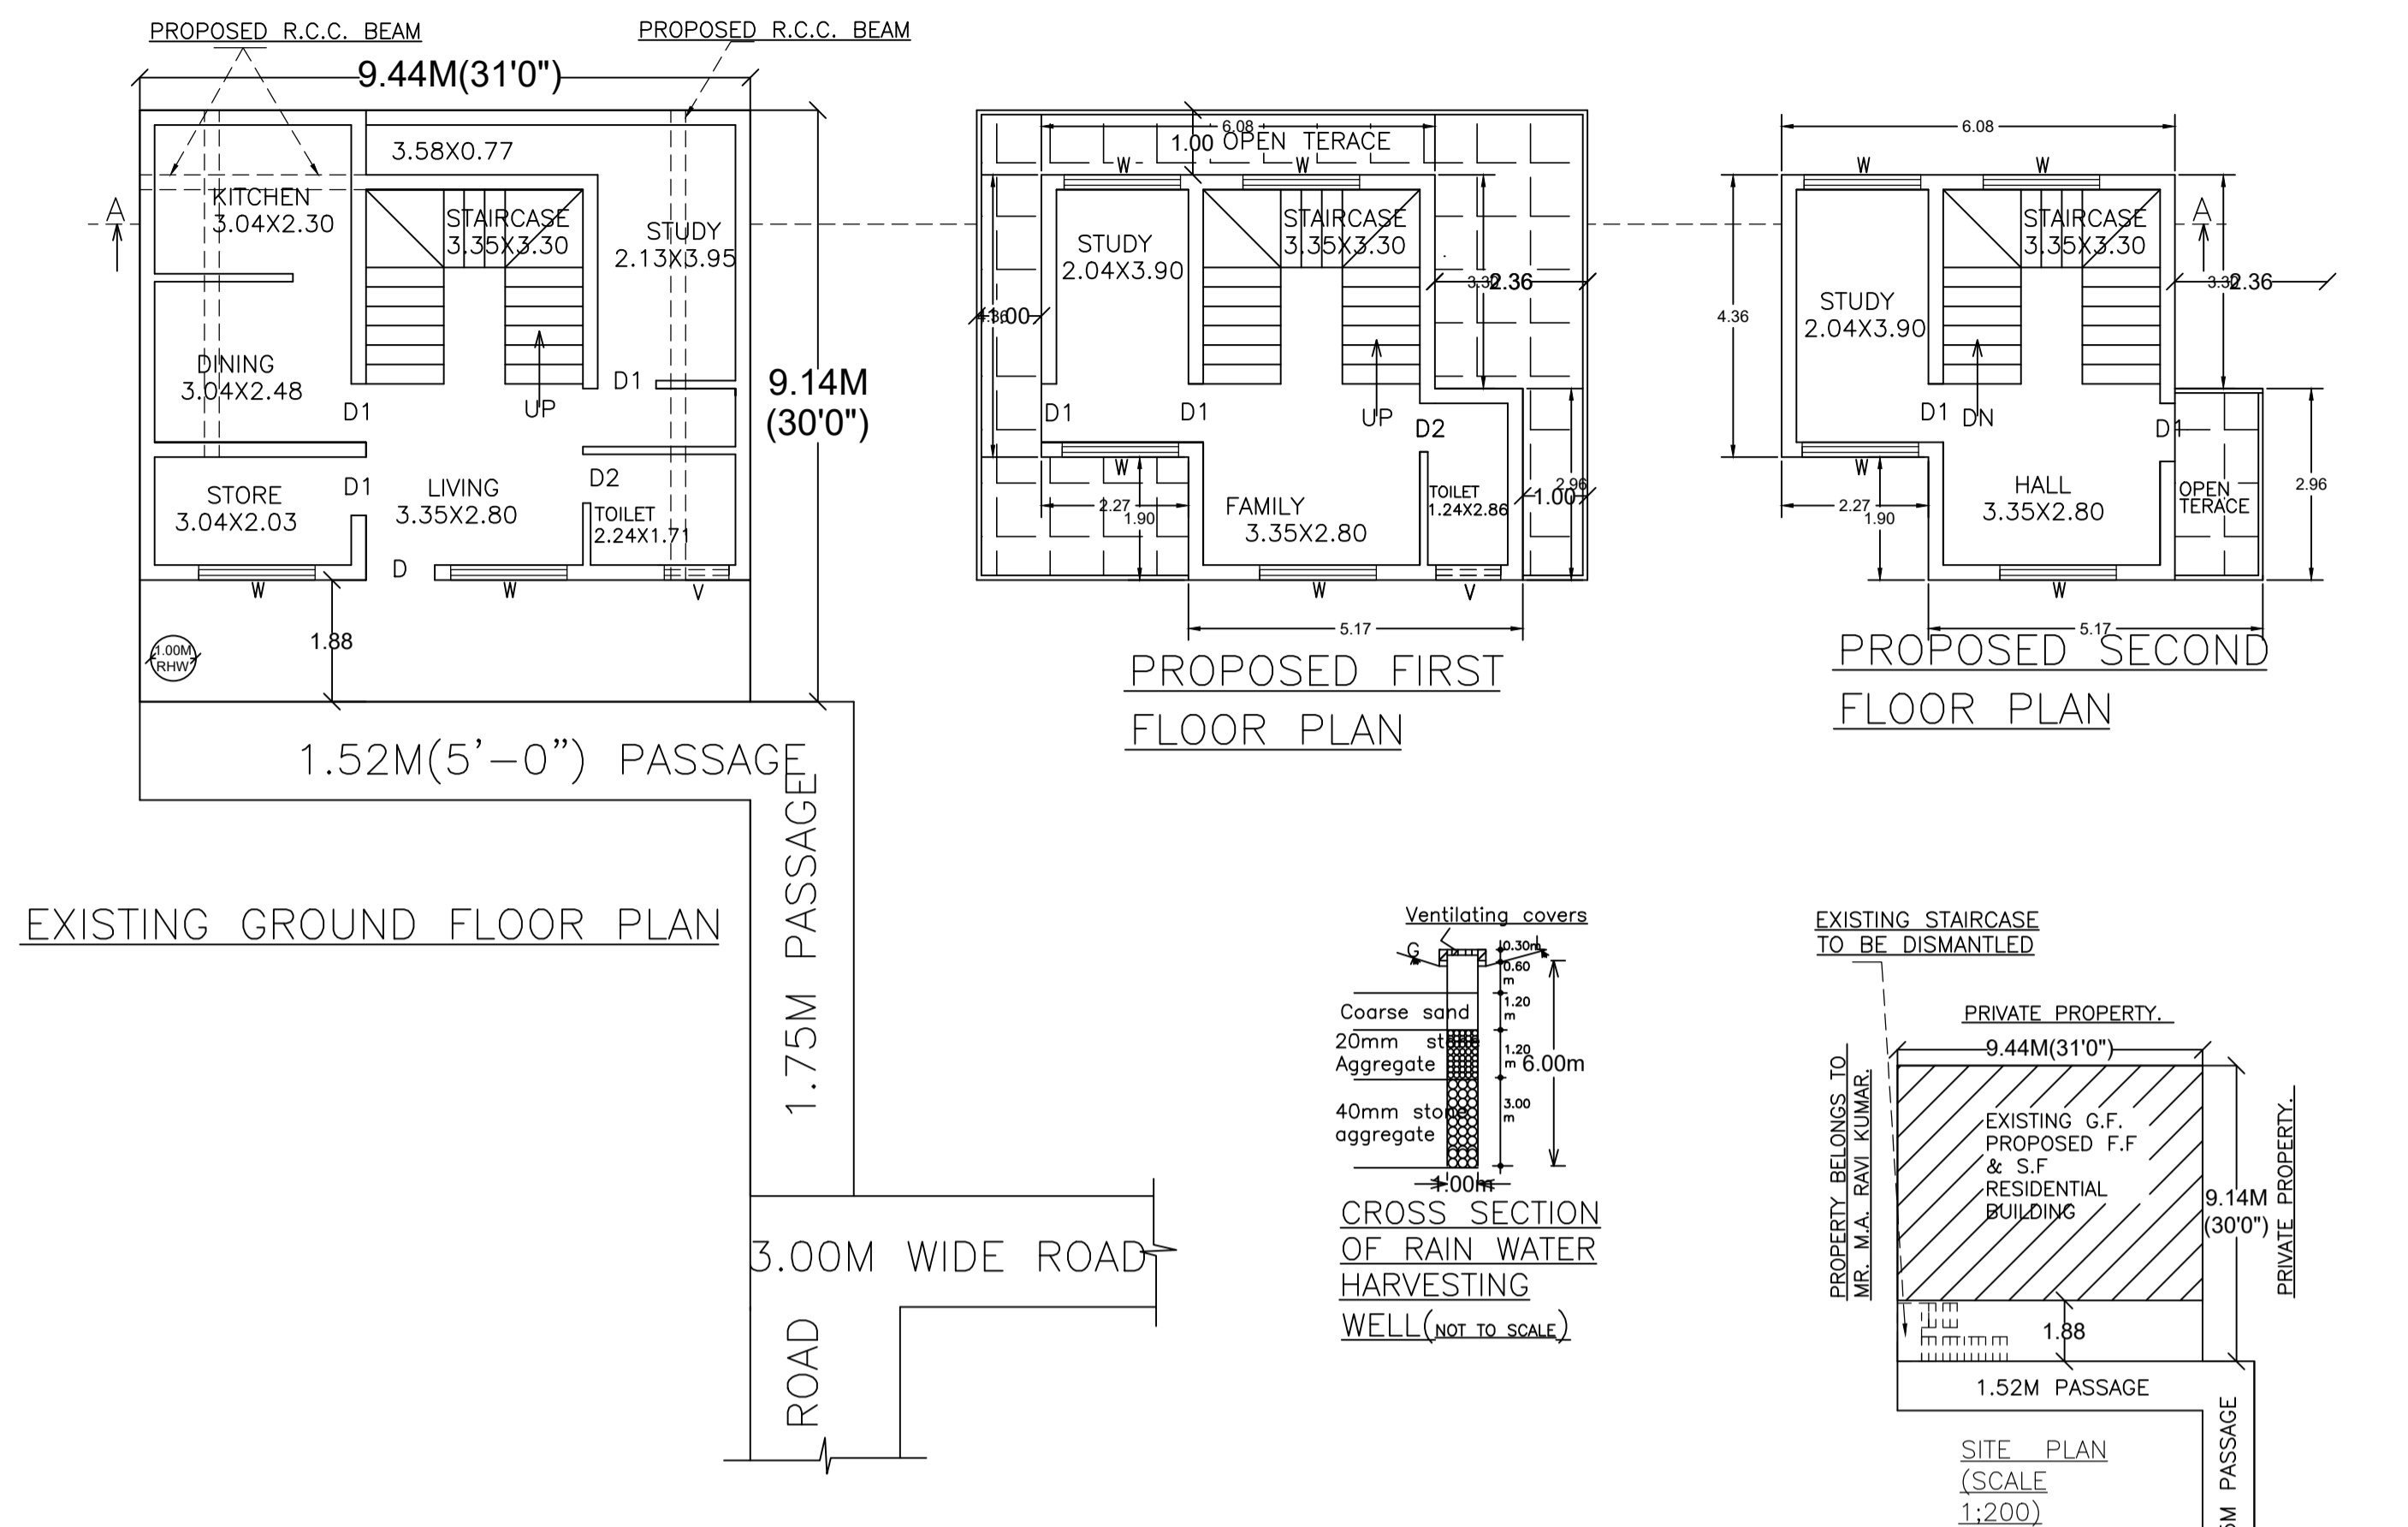 PROPOSED R.C.C. BEAM
PROPOSED R.C.C. BEAM
9.44M(31'0")
3.58X0.77
KITCHEN
3.04X2.30
STAIRCASE
3.35X3.30
STUDY
2.13X3.95
A
DINING
3.04X2.48
D1
UP
D1
9.14M
(30'0")
STORE
3.04X2.03
D1
LIVING
3.35X2.80
D2
TOILET
2.24X1.71
D
W
W
V
1.88
1.00M
RHW
1.52M(5'-0") PASSAGE
1.75M PASSAGE
EXISTING GROUND FLOOR PLAN
3.00M WIDE ROAD
ROAD
6.08
1.00
OPEN TERACE
W
W
STUDY
2.04X3.90
STAIRCASE
3.35X3.30
3.30
2.36
4.36
1.00
D1
D1
UP
D2
W
2.27
1.90
FAMILY
3.35X2.80
TOILET
1.24X2.86
2.96
1.00
W
V
5.17
PROPOSED FIRST
FLOOR PLAN
6.08
W
W
STAIRCASE
3.35X3.30
A
STUDY
2.04X3.90
4.36
3.30
2.36
D1
DN
D1
W
2.27
1.90
HALL
3.35X2.80
OPEN
TERACE
2.96
W
5.17
PROPOSED SECOND
FLOOR PLAN
Ventilating covers
G
L
0.30m
0.60
m
Coarse sand
1.20
m
20mm stone
Aggregate
1.20
m
6.00m
40mm stone
aggregate
3.00
m
1.00m
CROSS SECTION
OF RAIN WATER
HARVESTING
WELL(NOT TO SCALE)
EXISTING STAIRCASE
TO BE DISMANTLED
PRIVATE PROPERTY.
9.44M(31'0")
PROPERTY BELONGS TO
MR. M.A. RAVI KUMAR.
EXISTING G.F.
PROPOSED F.F
& S.F
RESIDENTIAL
BUILDING
9.14M
(30'0")
PRIVATE PROPERTY.
1.88
1.52M PASSAGE
5M PASSAGE
SITE PLAN
(SCALE
1;200)